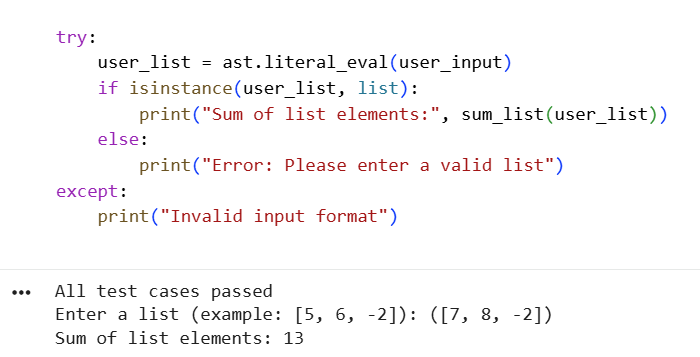 try:
    user_list = ast.literal_eval(user_input)
    if isinstance(user_list, list):
        print("Sum of list elements:", sum_list(user_list))
    else:
        print("Error: Please enter a valid list")
except:
    print("Invalid input format")
••• All test cases passed
Enter a list (example: [5, 6, -2]): ([7, 8, -2])
Sum of list elements: 13